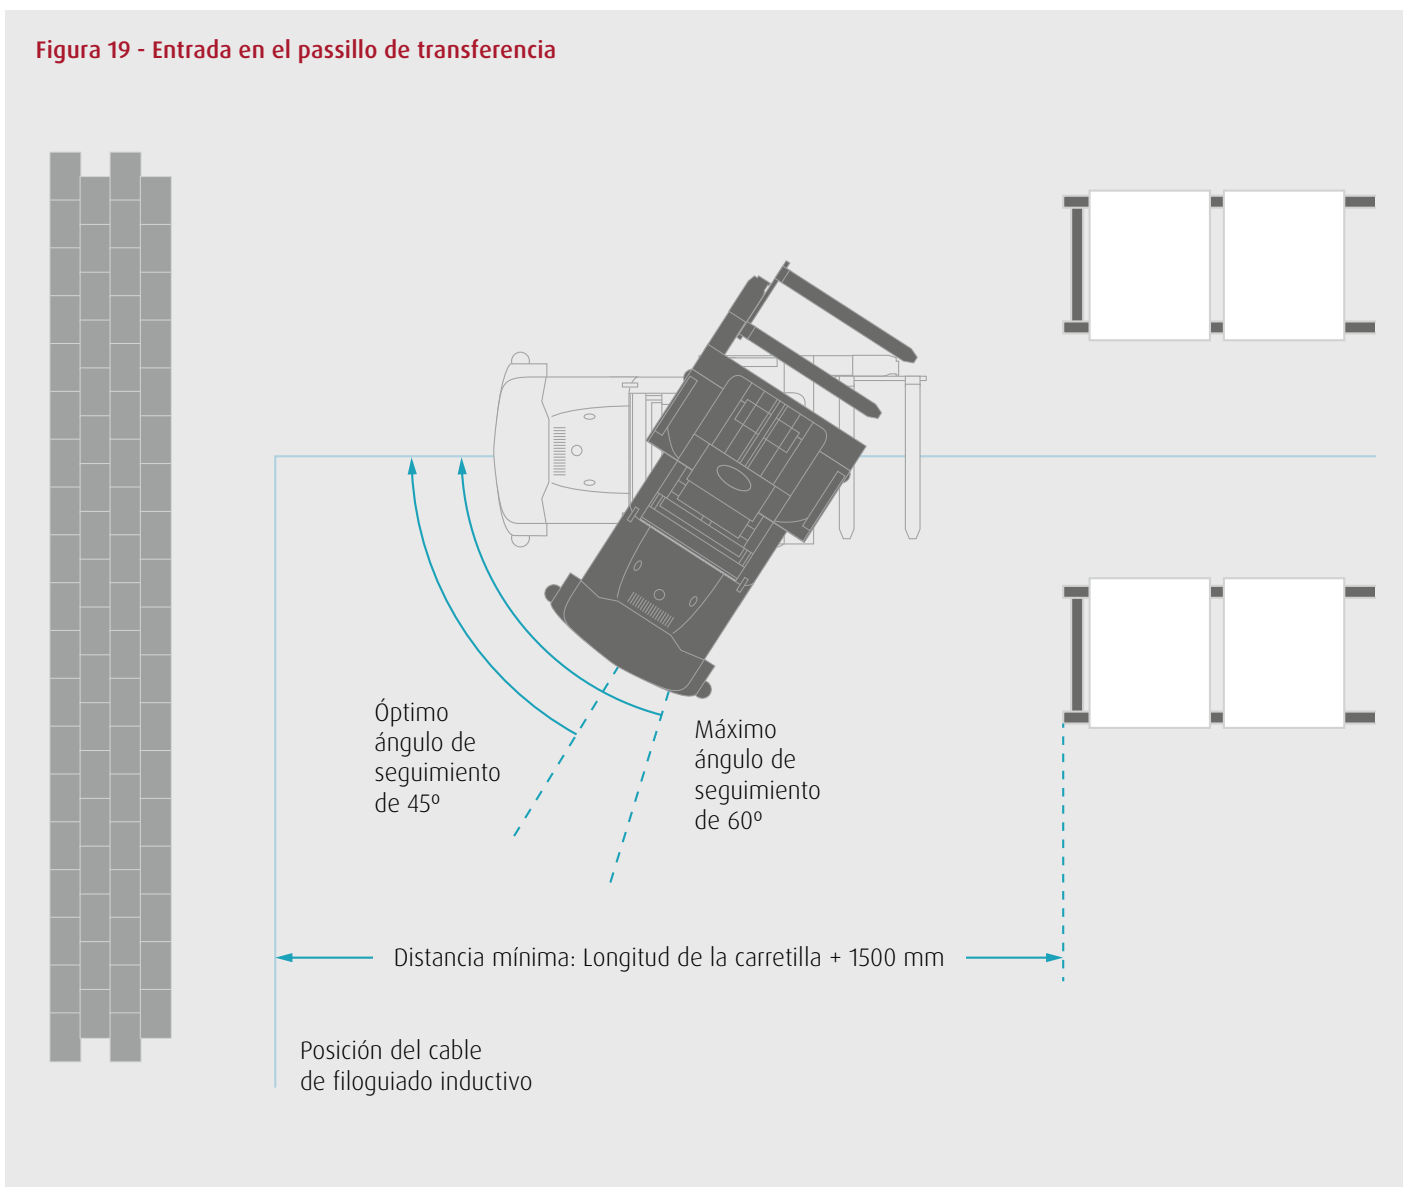 Figura 19 - Entrada en el passillo de transferencia
Óptimo
ángulo de
seguimiento
de 45º
Máximo
ángulo de
seguimiento
de 60º
Distancia mínima: Longitud de la carretilla + 1500 mm
Posición del cable
de filoguiado inductivo